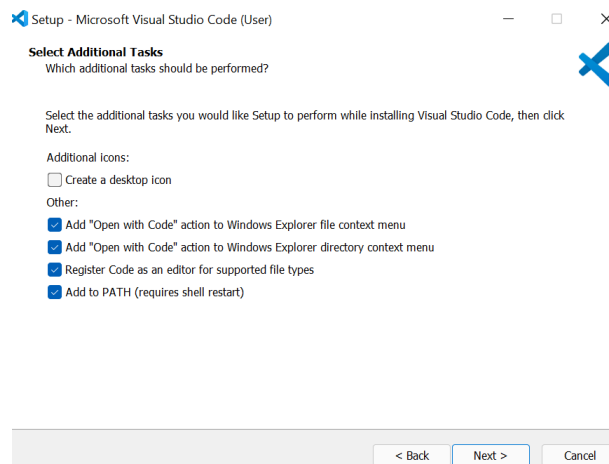 Setup - Microsoft Visual Studio Code (User)
Select Additional Tasks
Which additional tasks should be performed?
Select the additional tasks you would like Setup to perform while installing Visual Studio Code, then click
Next.
Additional icons:
Create a desktop icon
Other:
Add "Open with Code" action to Windows Explorer file context menu
Add "Open with Code" action to Windows Explorer directory context menu
Register Code as an editor for supported file types
Add to PATH (requires shell restart)
< Back Next > Cancel